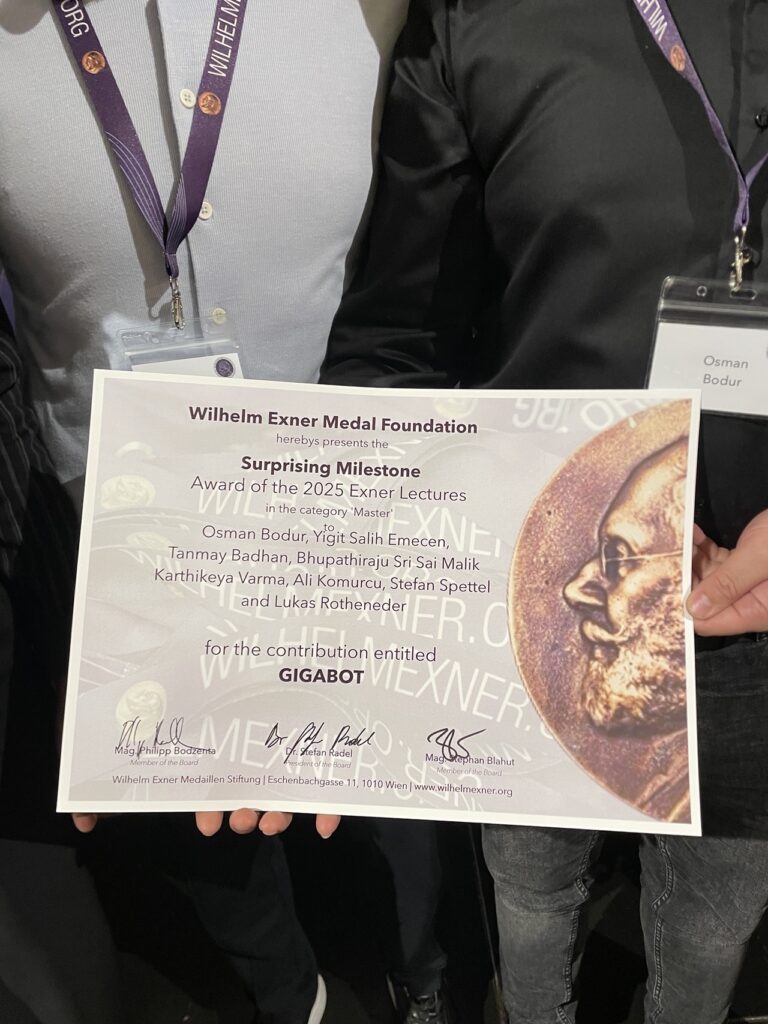 ORG
WILHELM
WILHE
Osman
Bodur
Wilhelm Exner Medal Foundation
herebys presents the
Surprising Milestone
Award of the 2025 Exner Lectures
in the category 'Master'
to
Osman Bodur, Yigit Salih Emecen,
Tanmay Badhan, Bhupathiraju Sri Sai Malik
Karthikeya Varma, Ali Komurcu, Stefan Spettel
and Lukas Rotheneder
for the contribution entitled
GIGABOT
Mag. Philipp Bodzenta
Member of the Board
Dr. Stefan Radel
President of the Board
Mag. Stephan Blahut
Member of the Board
Wilhelm Exner Medaillen Stiftung | Eschenbachgasse 11, 1010 Wien | www.wilhelmexner.org
WILHELMEXNER.O
WILHELMEXNER.